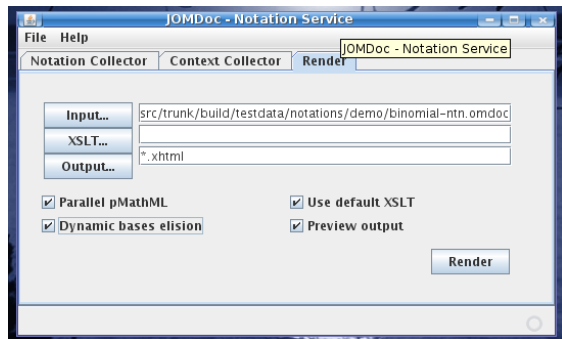 JOMDoc - Notation Service
File Help
JOMDoc - Notation Service
Notation Collector Context Collector Render
Input... src/trunk/build/testdata/notations/demo/binomial-ntn.omdoc
XSLT...
Output... *.xhtml
Parallel pMathML Use default XSLT
Dynamic bases elision Preview output
Render